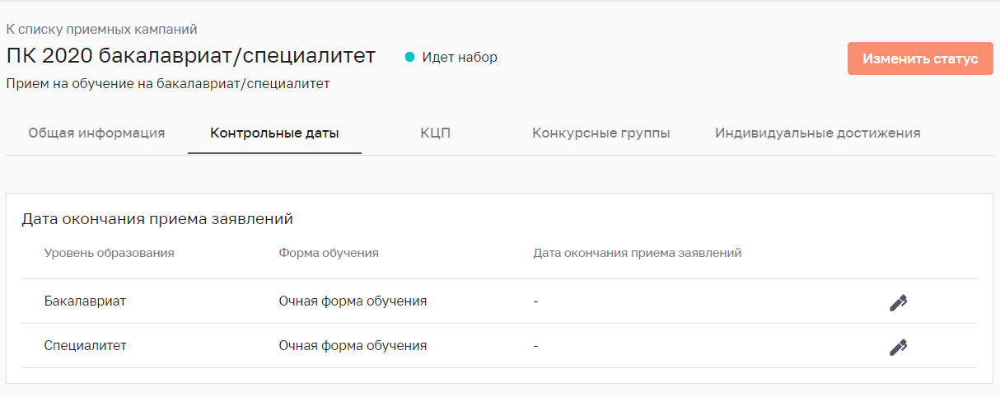 К списку приемных кампаний
ПК 2020 бакалавриат/специалитет
Идет набор
Изменить статус
Прием на обучение на бакалавриат/специалитет
Общая информация Контрольные даты КЦП Конкурсные группы Индивидуальные достижения
Дата окончания приема заявлений
Уровень образования Форма обучения Дата окончания приема заявлений
Бакалавриат Очная форма обучения -
Специалитет Очная форма обучения -